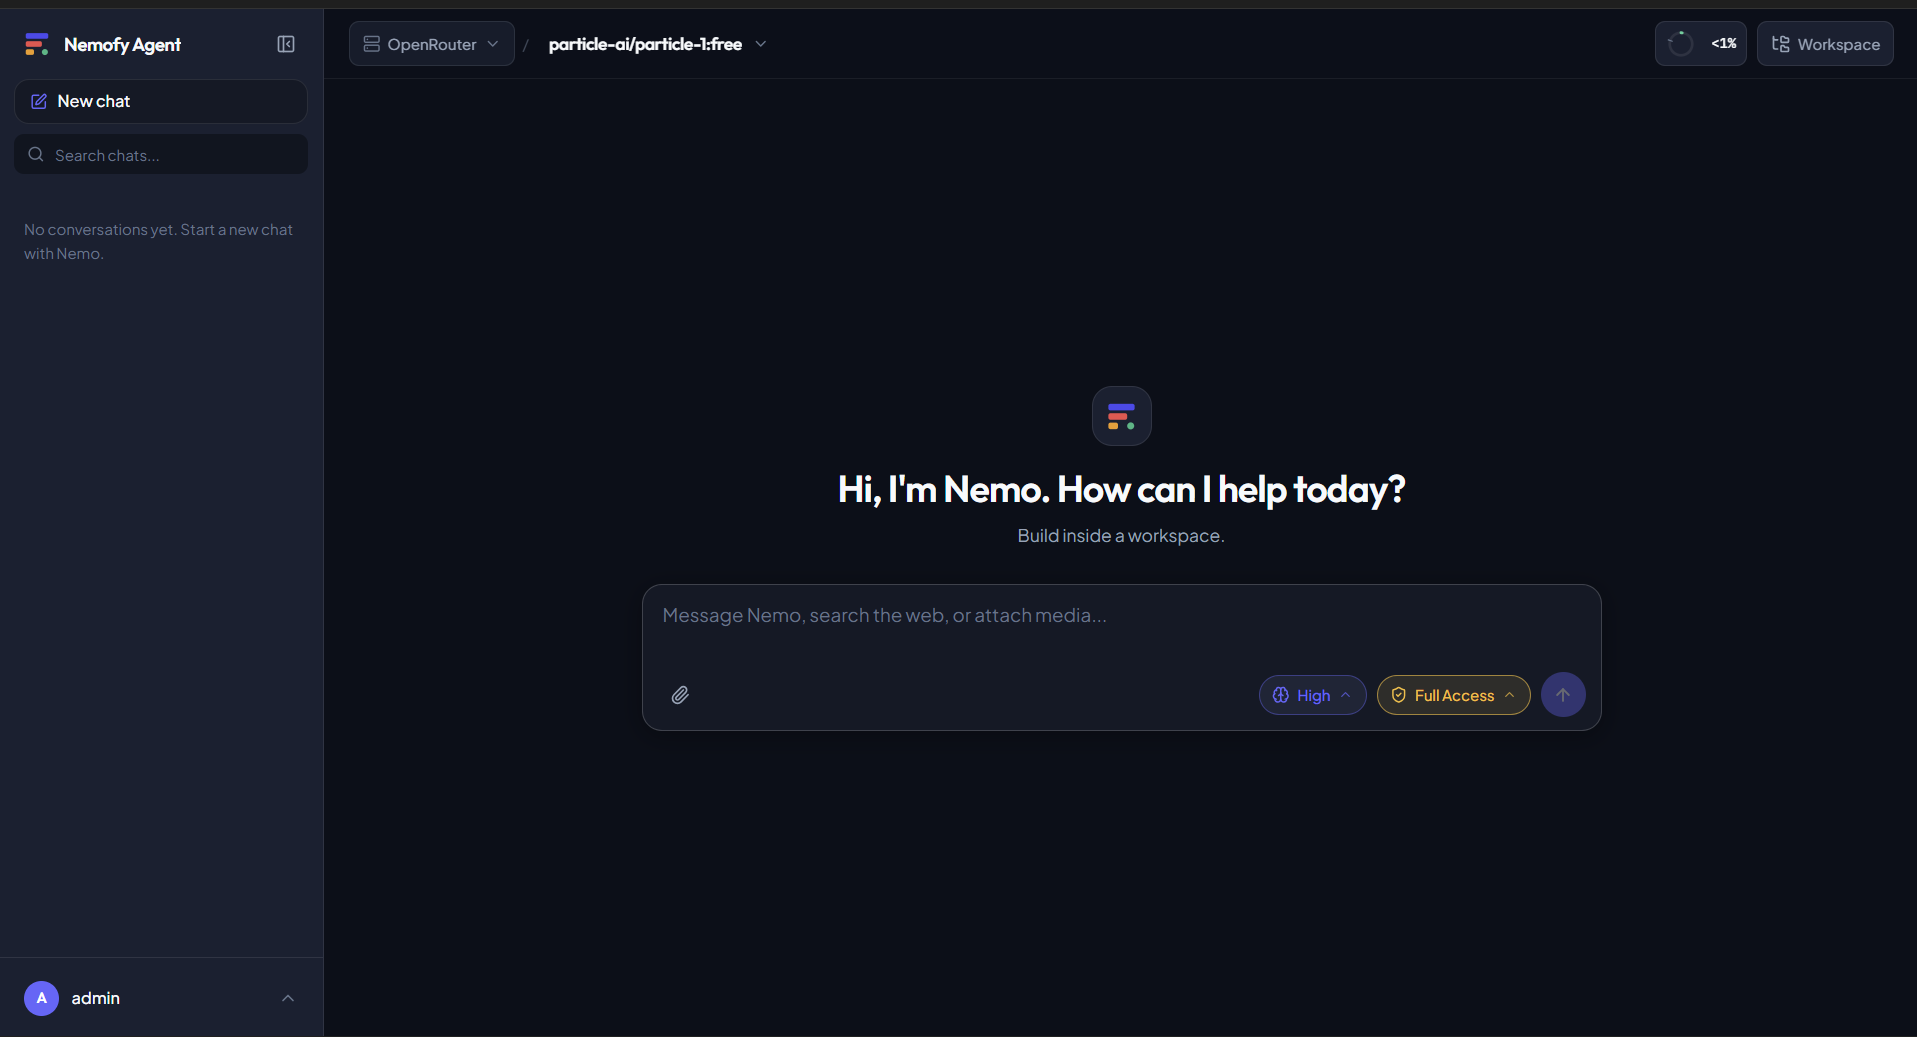 Nemofy Agent
OpenRouter
/
particle-ai/particle-1:free
<1%
Workspace
New chat
Search chats...
No conversations yet. Start a new chat
with Nemo.
Hi, I'm Nemo. How can I help today?
Build inside a workspace.
Message Nemo, search the web, or attach media...
High
Full Access
A
admin